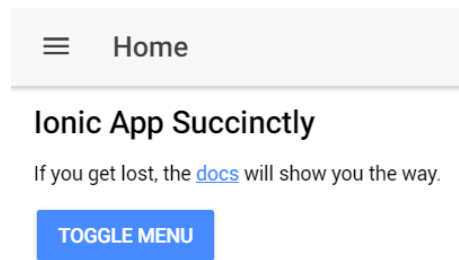 Home
Ionic App Succinctly
If you get lost, the docs will show you the way.
TOGGLE MENU